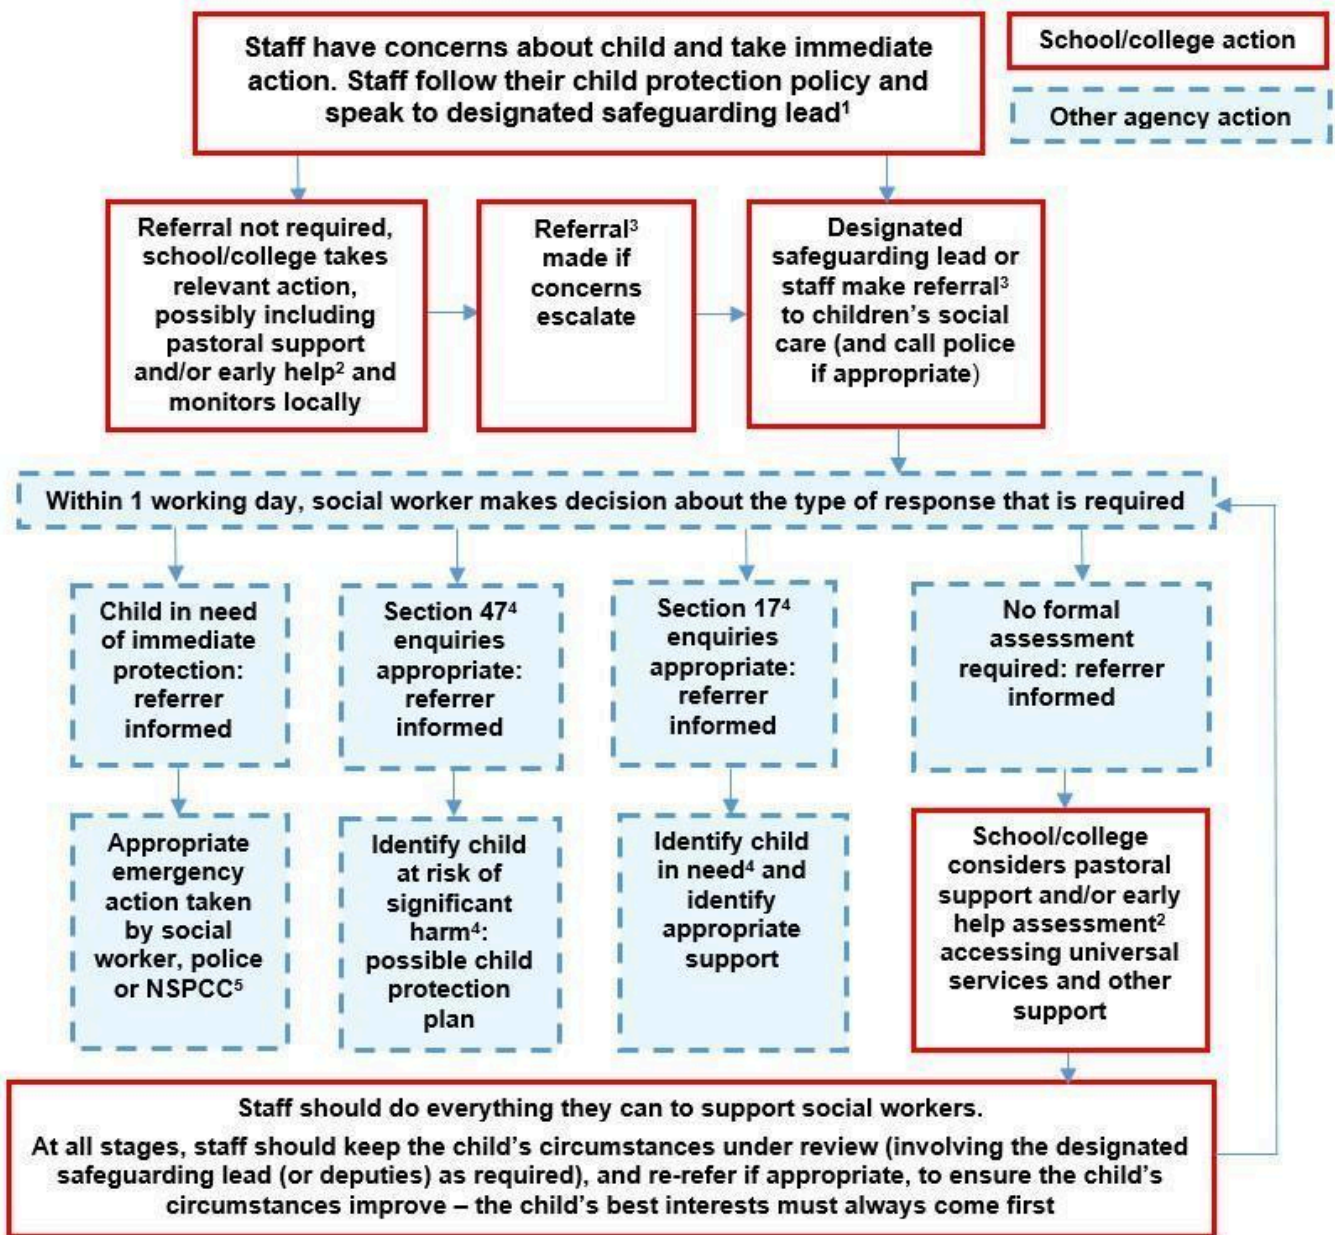 Staff have concerns about child and take immediate
action. Staff follow their child protection policy and
speak to designated safeguarding lead¹
School/college action
Other agency action
Referral not required,
school/college takes
relevant action,
possibly including
pastoral support
and/or early help² and
monitors locally
Referral³
made if
concerns
escalate
Designated
safeguarding lead or
staff make referral³
to children’s social
care (and call police
if appropriate)
Within 1 working day, social worker makes decision about the type of response that is required
Child in need
of immediate
protection:
referrer
informed
Section 47⁴
enquiries
appropriate:
referrer
informed
Section 17⁴
enquiries
appropriate:
referrer
informed
No formal
assessment
required: referrer
informed
Appropriate
emergency
action taken
by social
worker, police
or NSPCC⁵
Identify child
at risk of
significant
harm⁴:
possible child
protection
plan
Identify child
in need⁴ and
identify
appropriate
support
School/college
considers pastoral
support and/or early
help assessment²
accessing universal
services and other
support
Staff should do everything they can to support social workers.
At all stages, staff should keep the child’s circumstances under review (involving the designated
safeguarding lead (or deputies) as required), and re-refer if appropriate, to ensure the child’s
circumstances improve – the child’s best interests must always come first